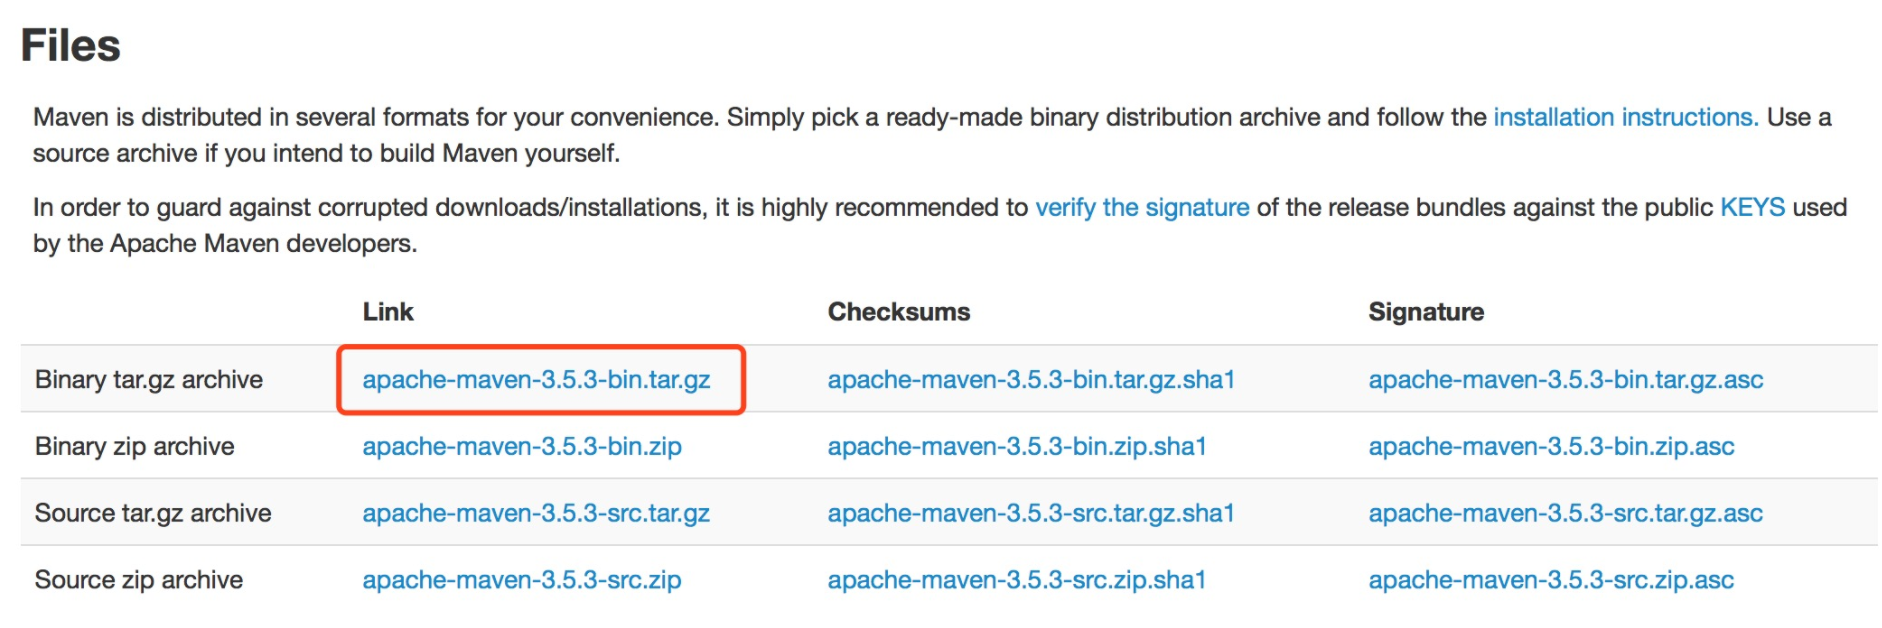 Files
Maven is distributed in several formats for your convenience. Simply pick a ready-made binary distribution archive and follow the installation instructions. Use a
source archive if you intend to build Maven yourself.
In order to guard against corrupted downloads/installations, it is highly recommended to verify the signature of the release bundles against the public KEYS used
by the Apache Maven developers.
Link Checksums Signature
Binary tar.gz archive apache-maven-3.5.3-bin.tar.gz apache-maven-3.5.3-bin.tar.gz.sha1 apache-maven-3.5.3-bin.tar.gz.asc
Binary zip archive apache-maven-3.5.3-bin.zip apache-maven-3.5.3-bin.zip.sha1 apache-maven-3.5.3-bin.zip.asc
Source tar.gz archive apache-maven-3.5.3-src.tar.gz apache-maven-3.5.3-src.tar.gz.sha1 apache-maven-3.5.3-src.tar.gz.asc
Source zip archive apache-maven-3.5.3-src.zip apache-maven-3.5.3-src.zip.sha1 apache-maven-3.5.3-src.zip.asc